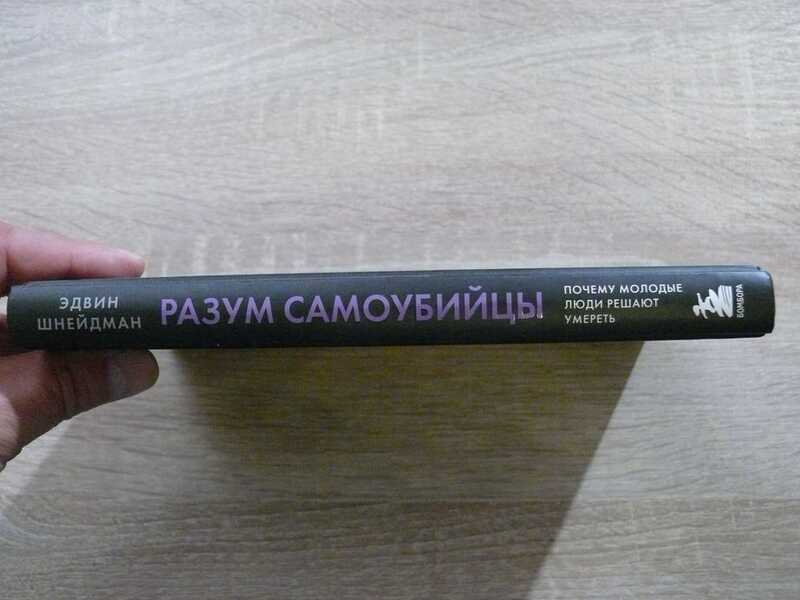 ЭДВИН
ШНЕЙДМАН
РАЗУМ САМОУБИЙЦЫ
ПОЧЕМУ МОЛОДЫЕ
ЛЮДИ РЕШАЮТ
УМЕРЕТЬ
БОМБОРА